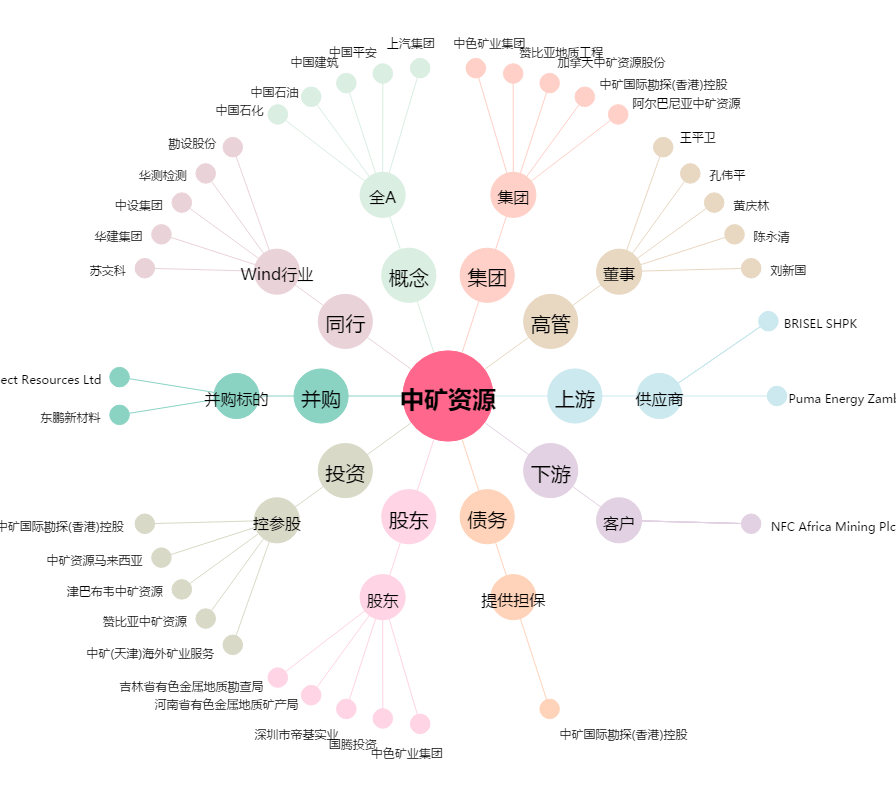 上汽集团
中国平安
中国建筑
中国石油
中国石化
全A
概念
中色矿业集团
赞比亚地质工程
加拿大中矿资源股份
中矿国际勘探(香港)控股
阿尔巴尼亚中矿资源
集团
集团
勘设股份
华测检测
中设集团
华建集团
苏交科
Wind行业
同行
王平卫
孔伟平
黄庆林
陈永清
刘新国
董事
高管
ect Resources Ltd
东鹏新材料
并购标的
并购
中矿资源
上游
供应商
BRISEL SHPK
Puma Energy Zamb
投资
控参股
中矿国际勘探(香港)控股
中矿资源马来西亚
津巴布韦中矿资源
赞比亚中矿资源
中矿(天津)海外矿业服务
下游
客户
NFC Africa Mining Plc
股东
股东
吉林省有色金属地质勘查局
河南省有色金属地质矿产局
深圳市帝基实业
国腾投资
中色矿业集团
债务
提供担保
中矿国际勘探(香港)控股